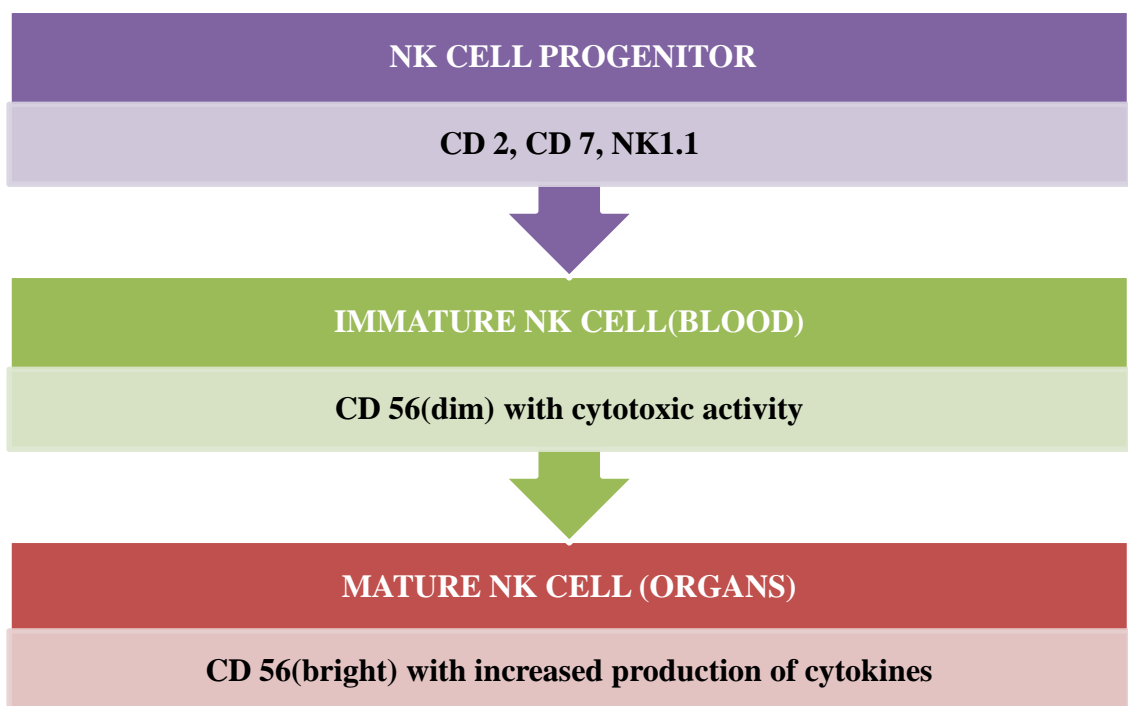 NK CELL PROGENITOR
CD 2, CD 7, NK1.1
IMMATURE NK CELL(BLOOD)
CD 56(dim) with cytotoxic activity
MATURE NK CELL (ORGANS)
CD 56(bright) with increased production of cytokines